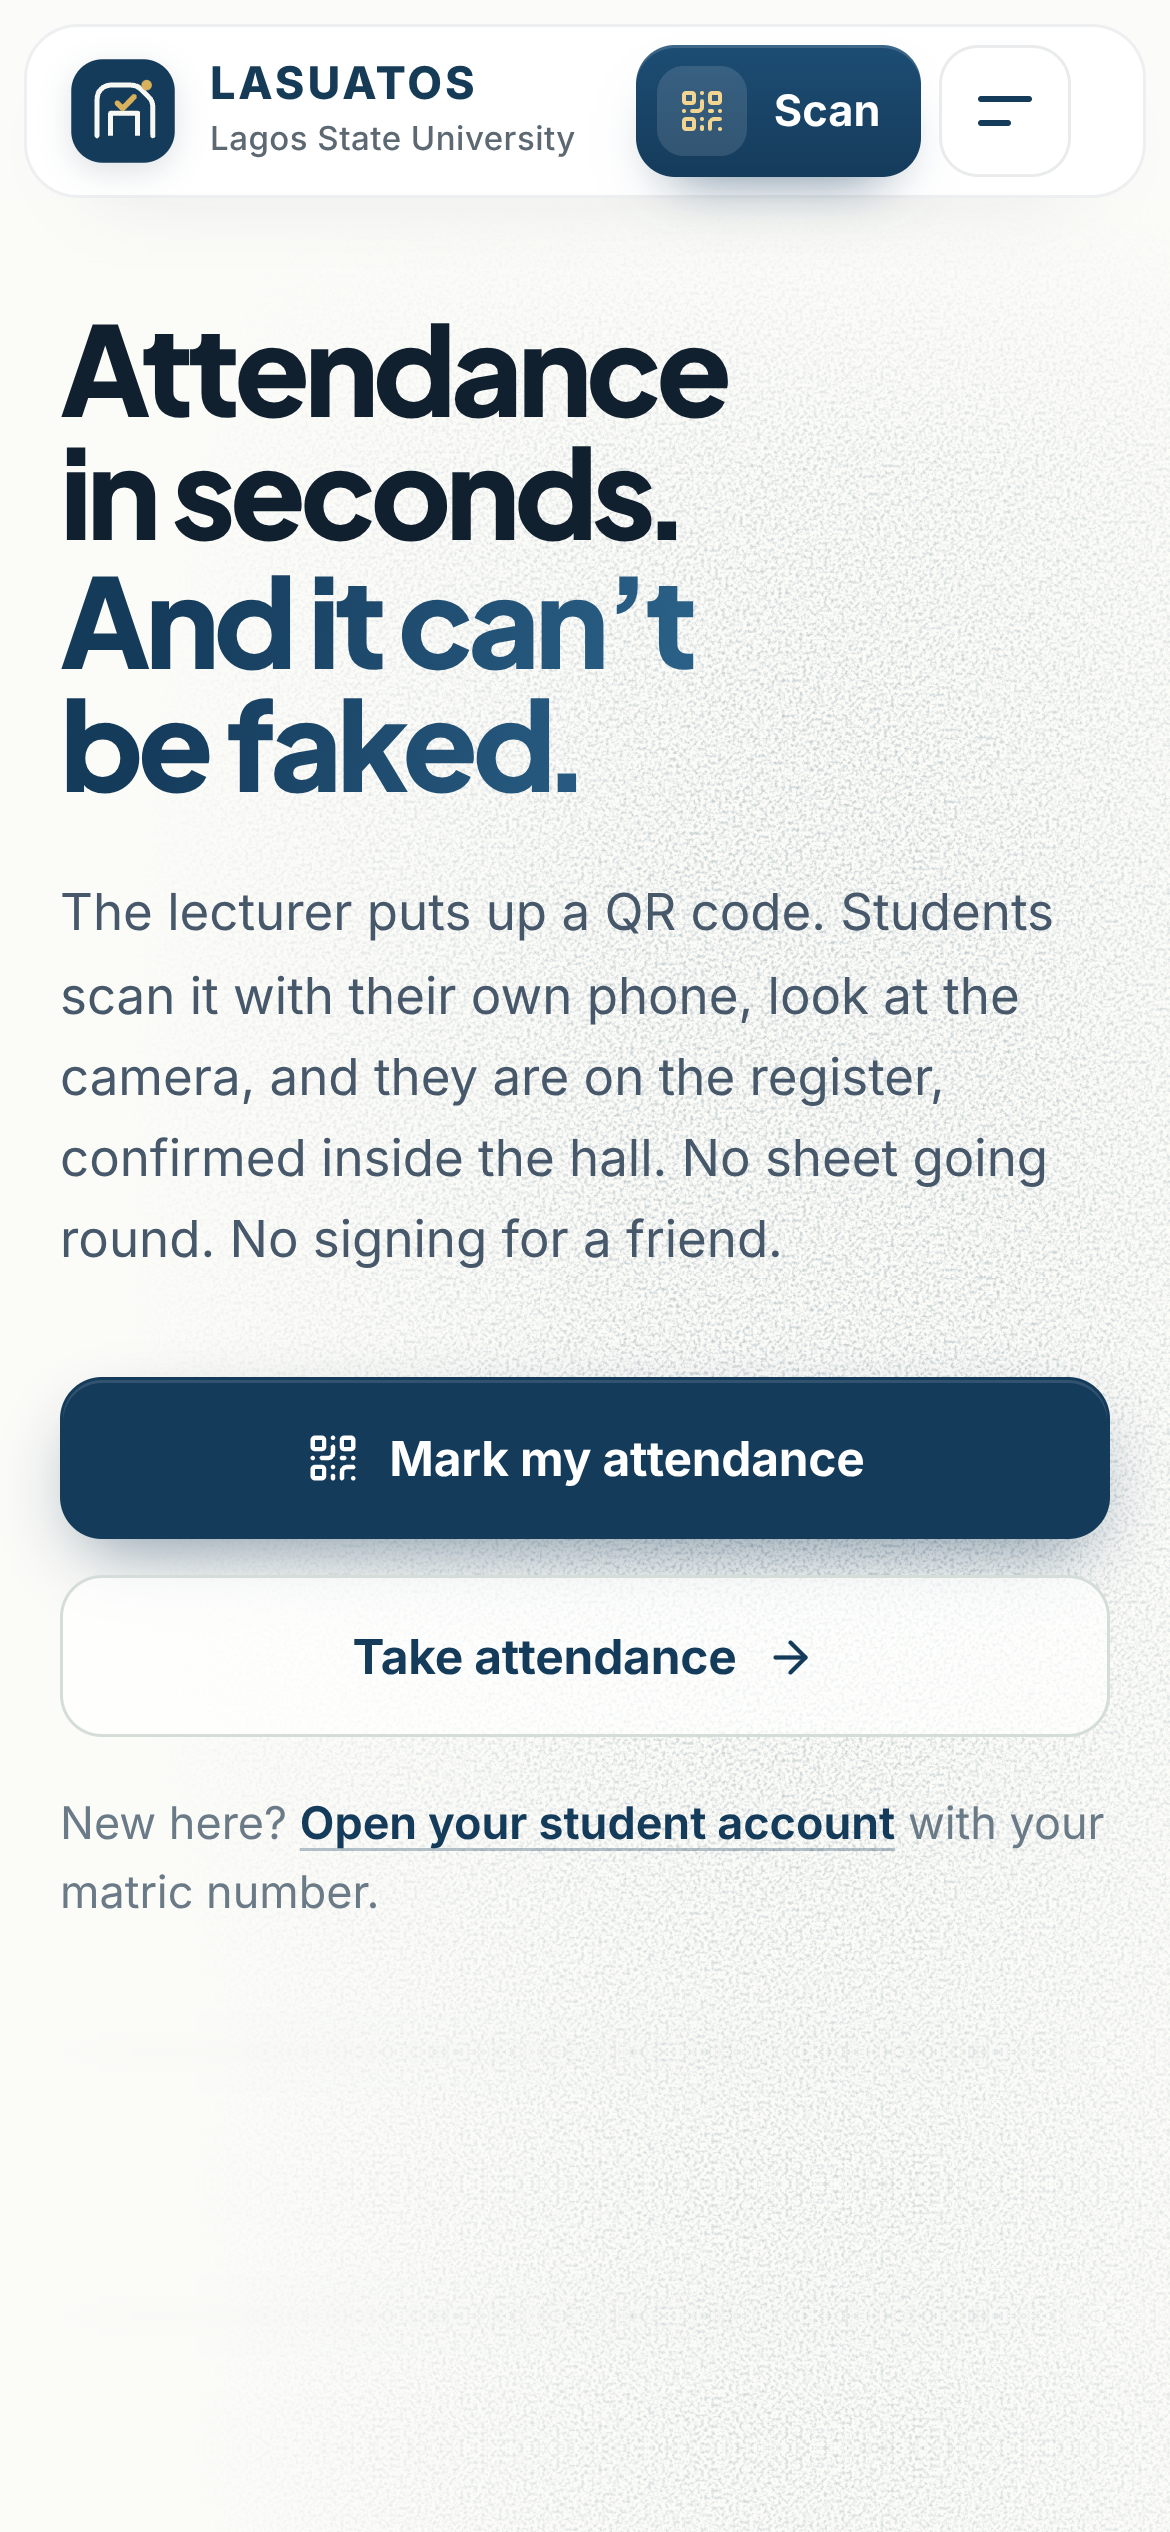 LASUATOS
Lagos State University
Scan
Attendance
in seconds.
And it can’t
be faked.
The lecturer puts up a QR code. Students
scan it with their own phone, look at the
camera, and they are on the register,
confirmed inside the hall. No sheet going
round. No signing for a friend.
Mark my attendance
Take attendance →
New here? Open your student account with your
matric number.